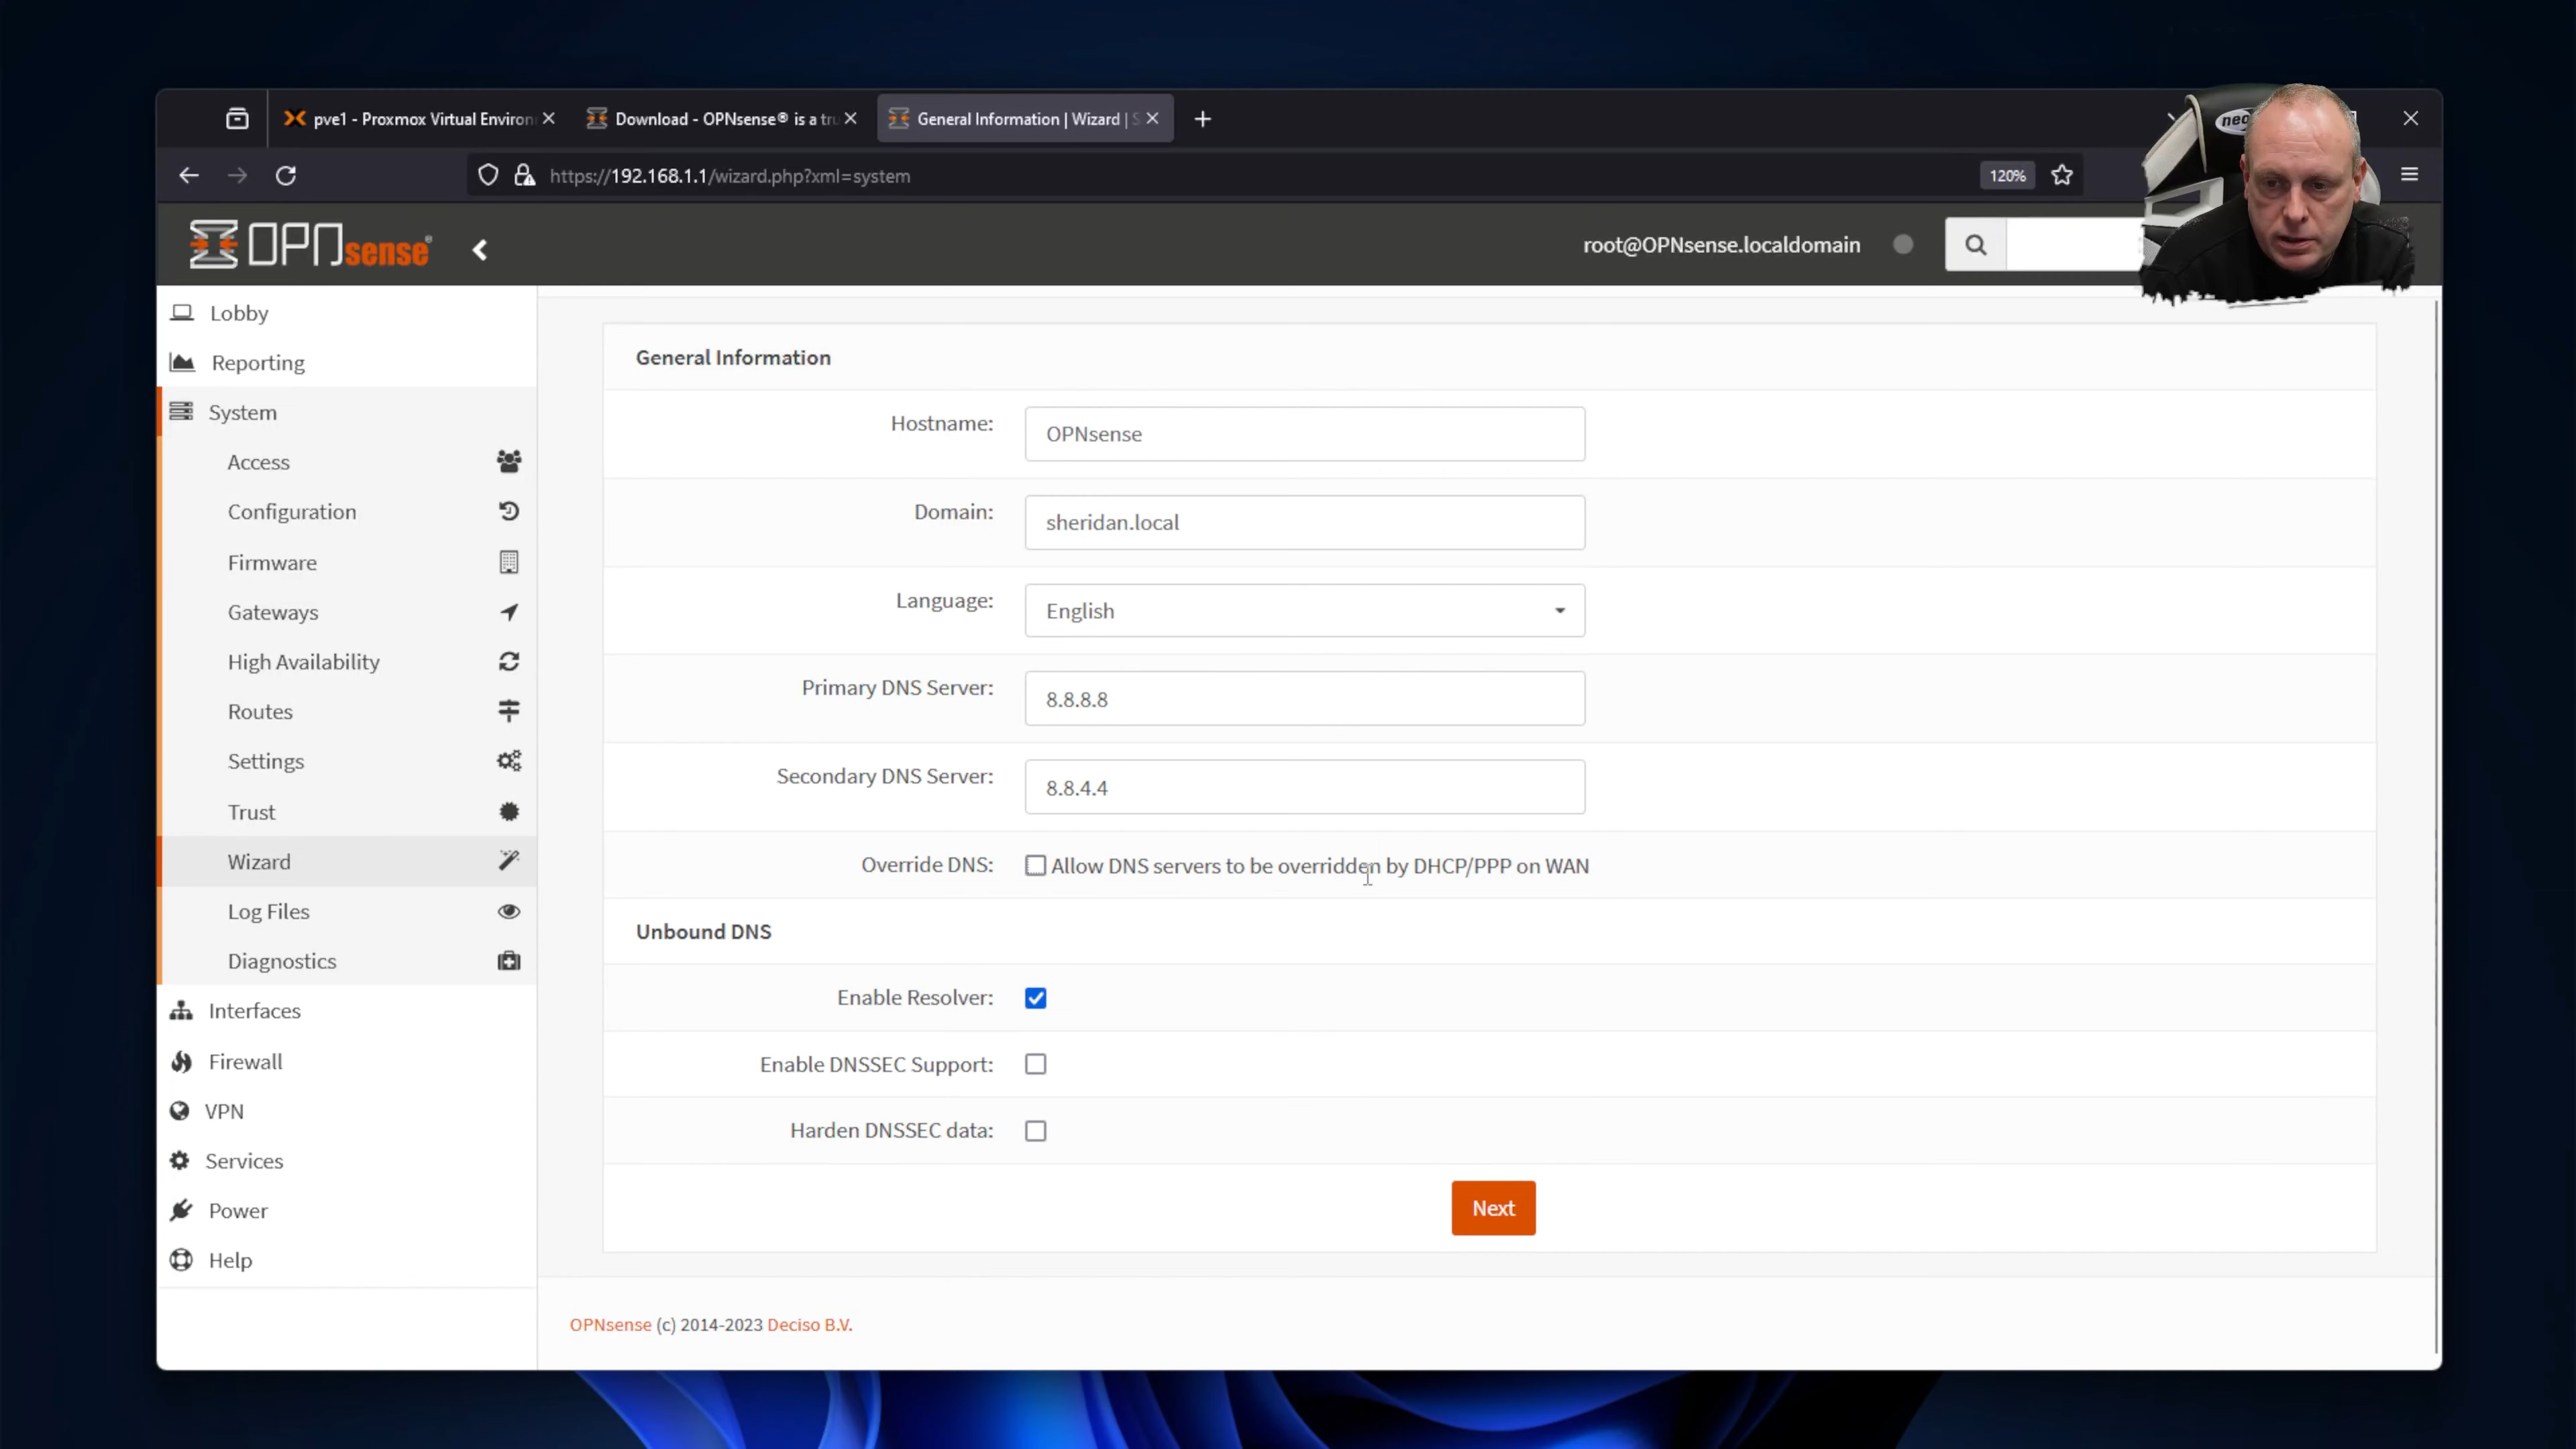 pve1 - Proxmox Virtual Environ
Download - OPNsense® is a tru
General Information | Wizard | S
https://192.168.1.1/wizard.php?xml=system
120%
OPNsense®
root@OPNsense.localdomain
neo
Lobby
Reporting
System
Access
Configuration
Firmware
Gateways
High Availability
Routes
Settings
Trust
Wizard
Log Files
Diagnostics
Interfaces
Firewall
VPN
Services
Power
Help
General Information
Hostname: OPNsense
Domain: sheridan.local
Language: English
Primary DNS Server: 8.8.8.8
Secondary DNS Server: 8.8.4.4
Override DNS: Allow DNS servers to be overridden by DHCP/PPP on WAN
Unbound DNS
Enable Resolver:
Enable DNSSEC Support:
Harden DNSSEC data:
Next
OPNsense (c) 2014-2023 Deciso B.V.